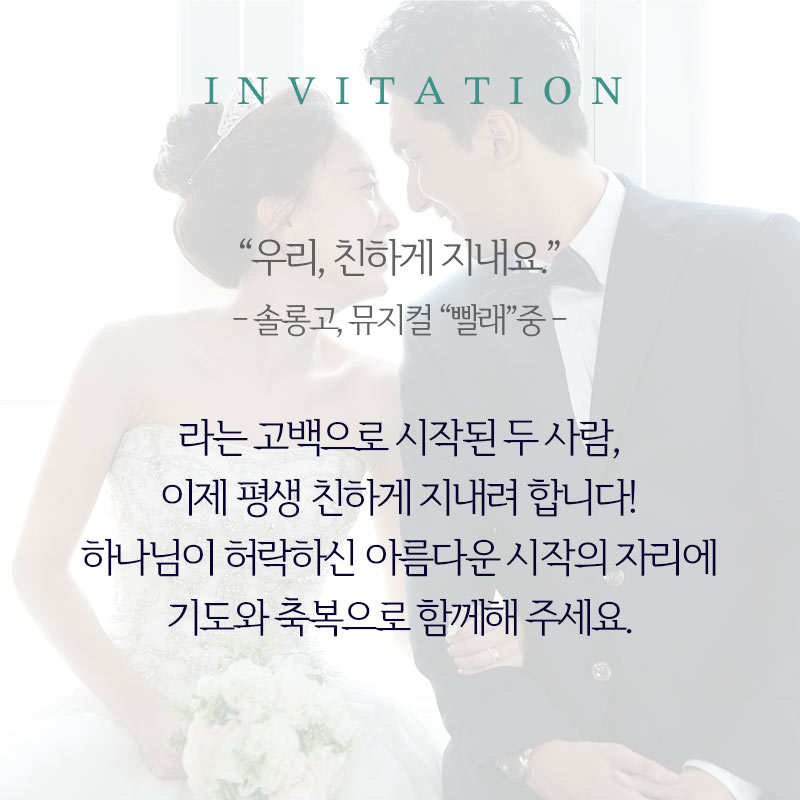 INVITATION
“우리, 친하게 지내요.”
- 솔롱고, 뮤지컬 “빨래”중 -
라는 고백으로 시작된 두 사람,
이제 평생 친하게 지내려 합니다!
하나님이 허락하신 아름다운 시작의 자리에
기도와 축복으로 함께해 주세요.